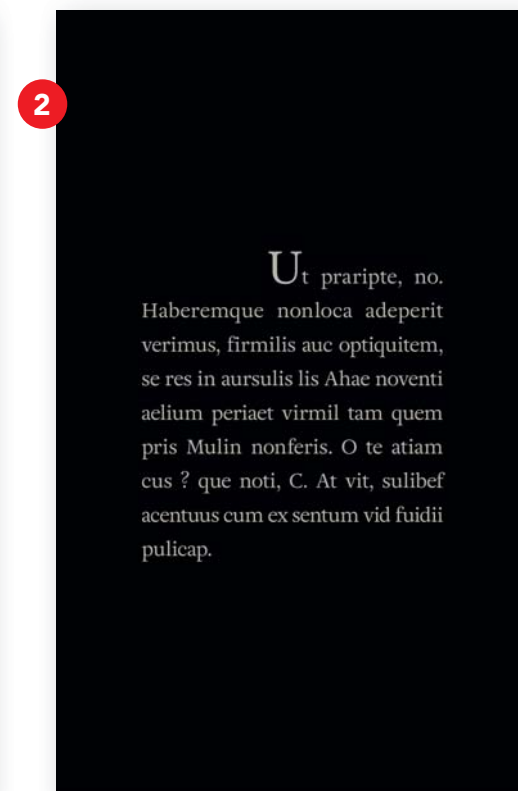 2
Ut praripte, no.
Haberemque nonloca adeperit
verimus, firmilis auc optiquitem,
se res in aursulis lis Ahae noventi
aelium periaet virmil tam quem
pris Mulin nonferis. O te atiam
cus ? que noti, C. At vit, sulibef
acentuus cum ex sentum vid fuidii
pulicap.